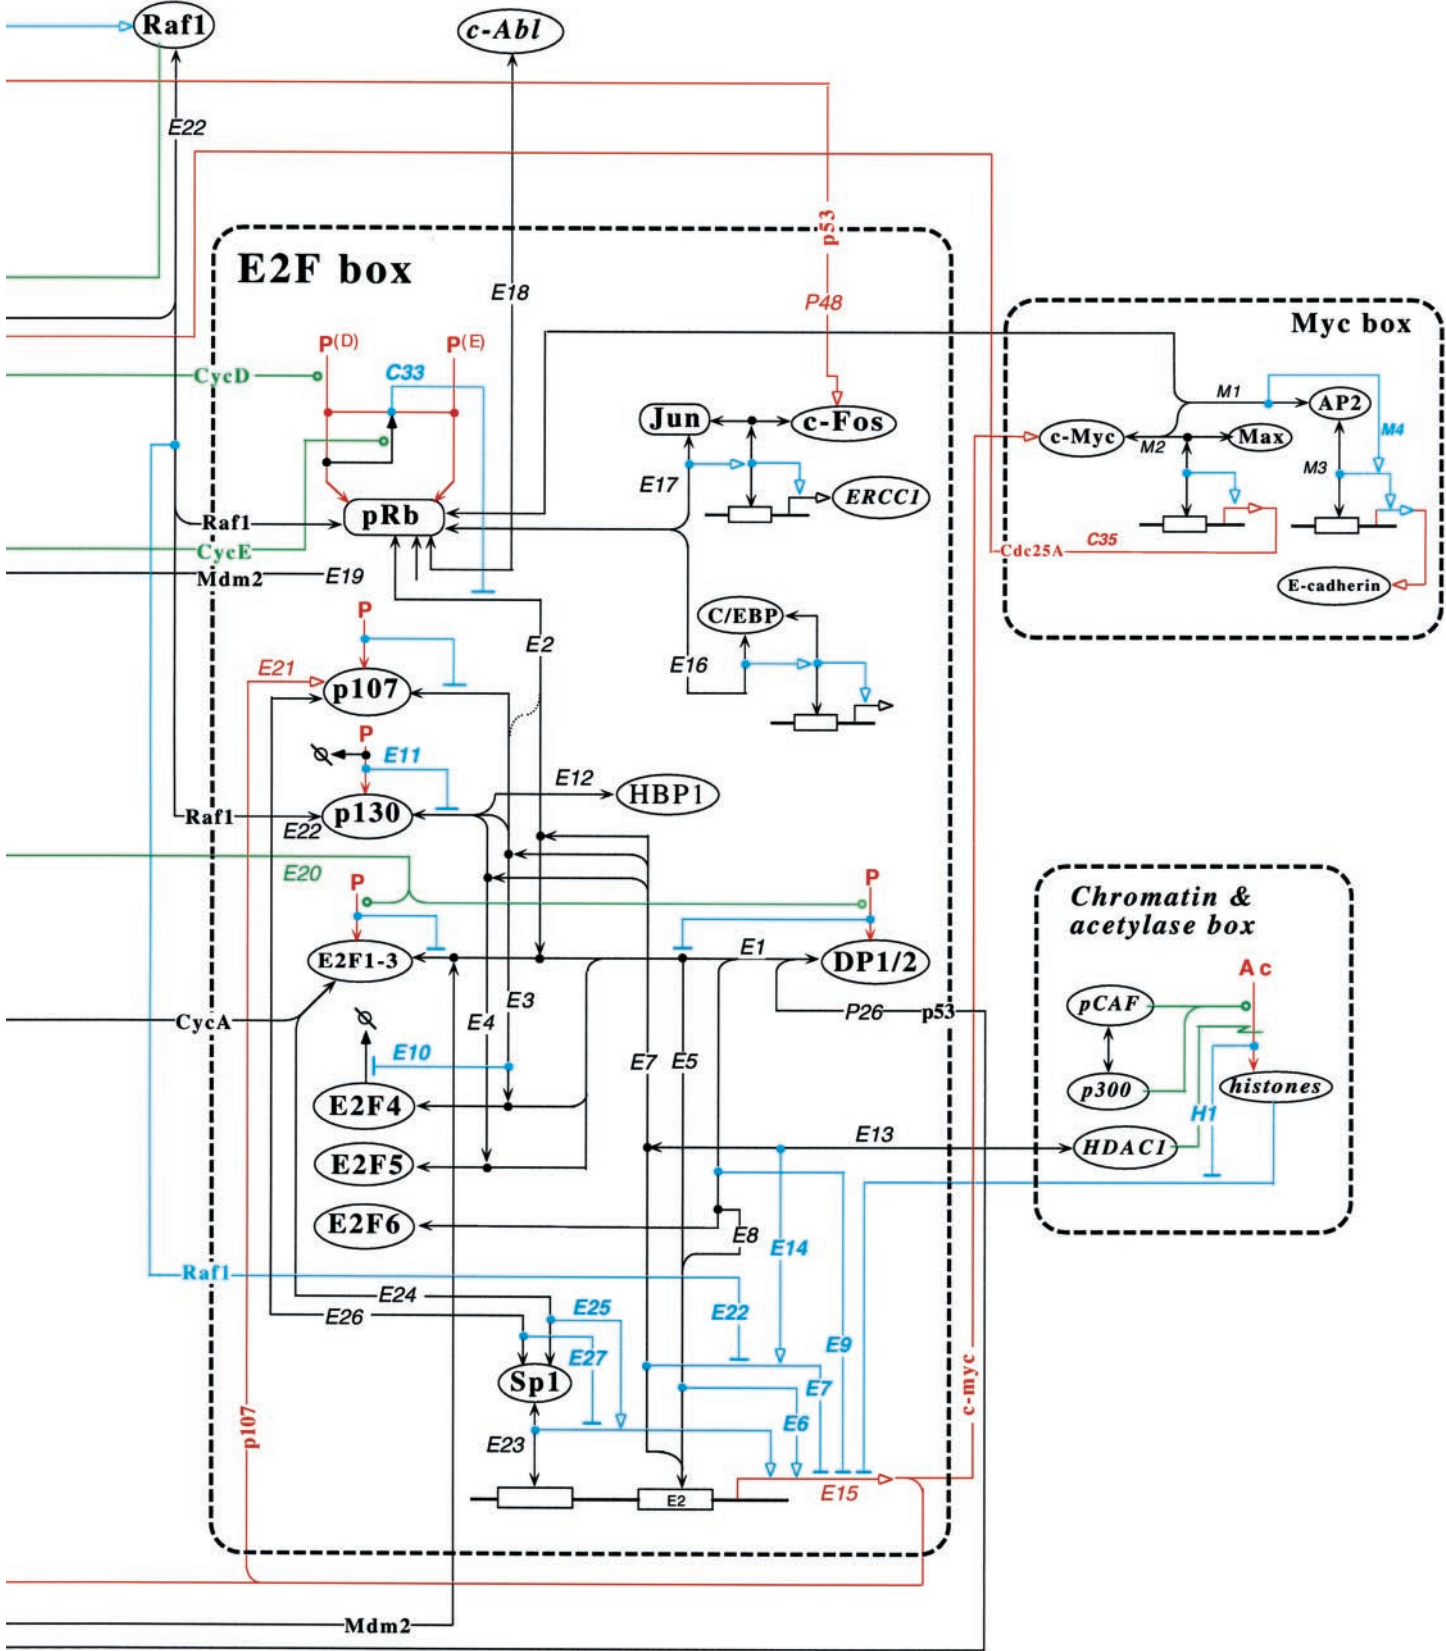 Raf1
c-Abl
E22
p53
E2F box
E18
P48
Myc box
P(D)
P(E)
CycD
C33
M1
AP2
Jun
c-Fos
c-Myc
M2
Max
M4
M3
E17
ERCC1
pRb
Raf1
CycE
Cdc25A
C35
Mdm2
E19
E-cadherin
P
C/EBP
E2
E21
p107
E16
P
E11
E12
HBP1
Raf1
E22
p130
E20
P
P
Chromatin &
acetylase box
E2F1-3
E1
DP1/2
Ac
CycA
E3
E4
P26
p53
pCAF
E10
E7
E5
p300
histones
E2F4
H1
E13
HDAC1
E2F5
E2F6
E8
E14
Raf1
E24
E26
E25
E22
E27
E9
Sp1
E7
c-myc
E6
p107
E23
E2
E15
Mdm2